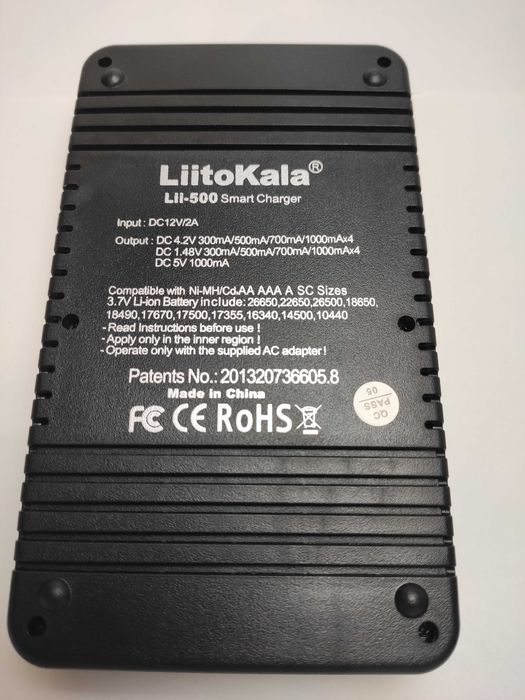 LiitoKala®
Lii-500 Smart Charger
Input : DC12V/2A
Output : DC 4.2V 300mA/500mA/700mA/1000mAx4
DC 1.48V 300mA/500mA/700mA/1000mAx4
DC 5V 1000mA
Compatible with Ni-MH/CdAA AAA A SC Sizes
3.7V Li-ion Battery include: 26650,22650,26500,18650,
18490,17670,17500,17355,16340,14500,10440
- Read Instructions before use !
- Apply only in the inner region !
- Operate only with the supplied AC adapter !
Patents No.: 201320736605.8
Made in China
FC CE RoHS
QC
PASS
05